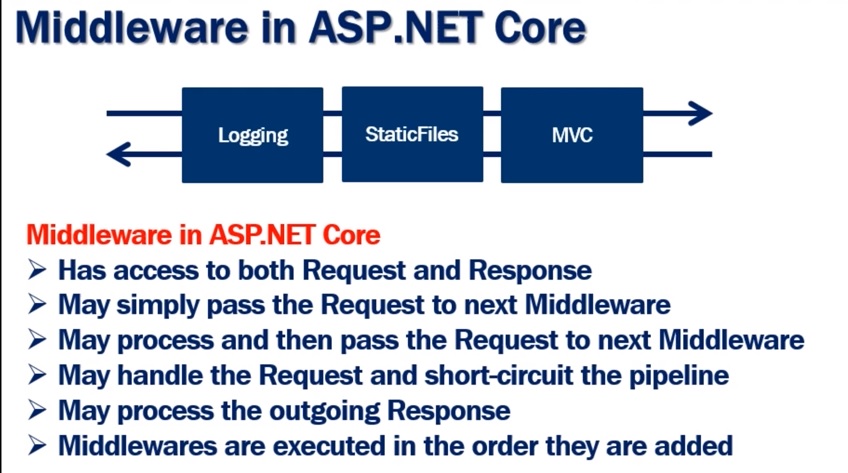 Middleware in ASP.NET Core
Logging
StaticFiles
MVC
Middleware in ASP.NET Core
➢ Has access to both Request and Response
➢ May simply pass the Request to next Middleware
➢ May process and then pass the Request to next Middleware
➢ May handle the Request and short-circuit the pipeline
➢ May process the outgoing Response
➢ Middlewares are executed in the order they are added